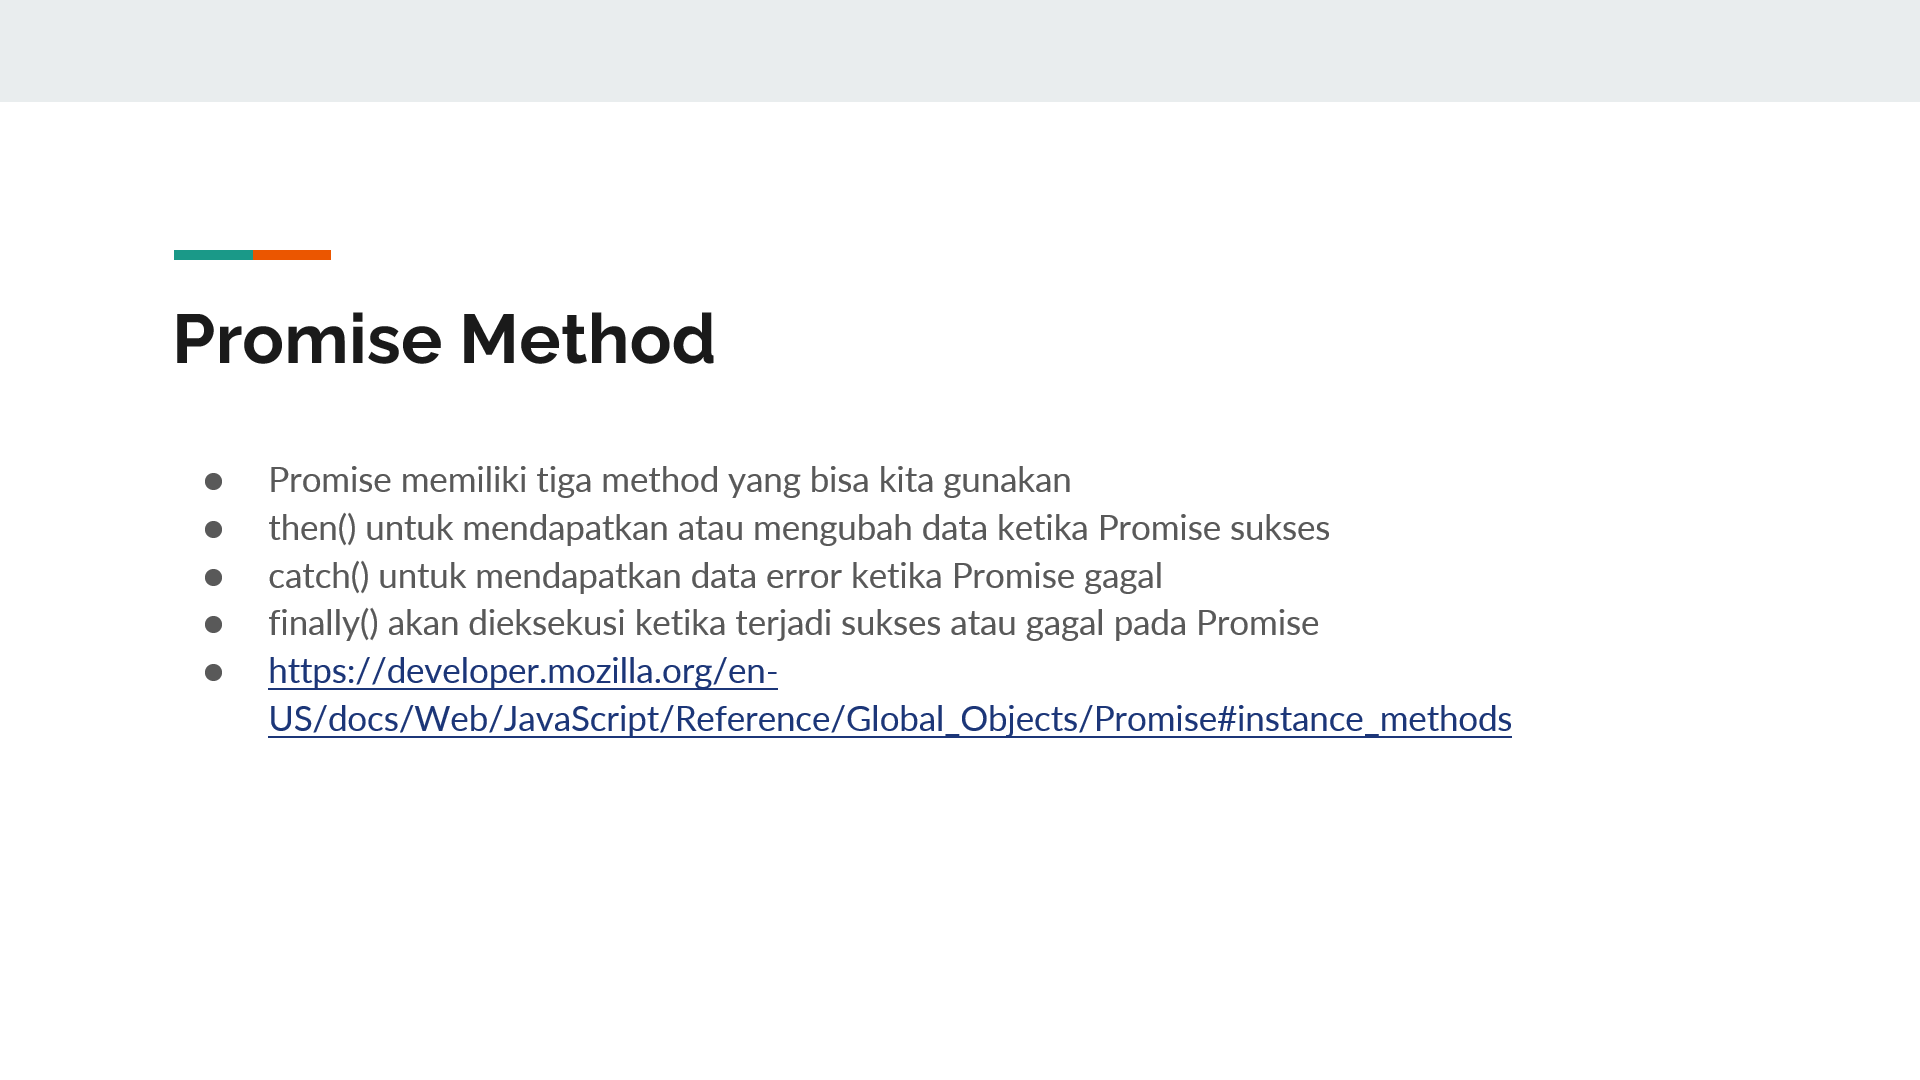 Promise Method
● Promise memiliki tiga method yang bisa kita gunakan
● then() untuk mendapatkan atau mengubah data ketika Promise sukses
● catch() untuk mendapatkan data error ketika Promise gagal
● finally() akan dieksekusi ketika terjadi sukses atau gagal pada Promise
● https://developer.mozilla.org/en-
US/docs/Web/JavaScript/Reference/Global_Objects/Promise#instance_methods